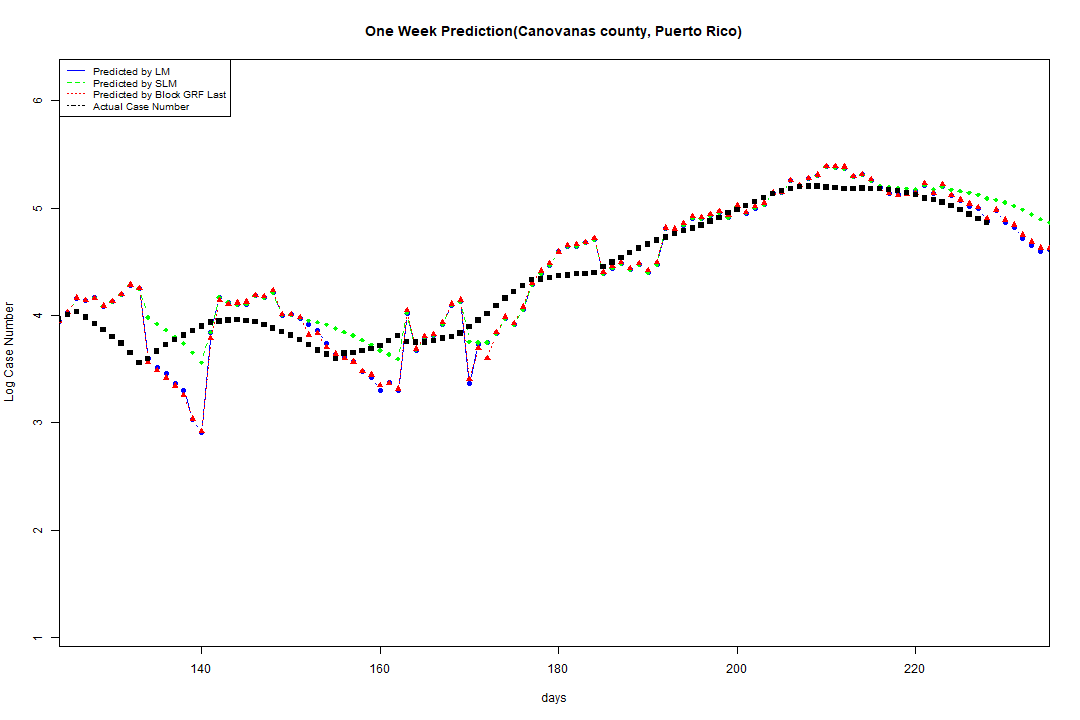 One Week Prediction(Canovanas county, Puerto Rico)
Predicted by LM
Predicted by SLM
Predicted by Block GRF Last
Actual Case Number
6
5
4
3
2
1
Log Case Number
140 160 180 200 220
days